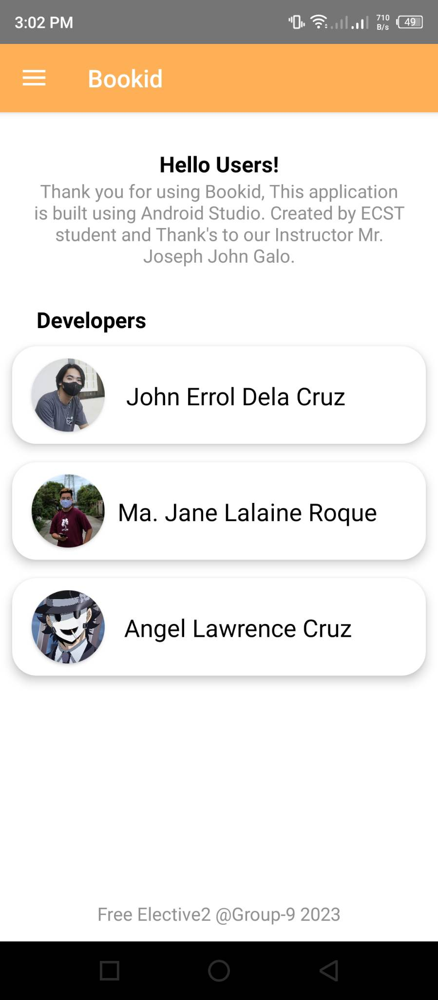 3:02 PM
710
B/s
49
Bookid
Hello Users!
Thank you for using Bookid, This application
is built using Android Studio. Created by ECST
student and Thank's to our Instructor Mr.
Joseph John Galo.
Developers
John Errol Dela Cruz
Ma. Jane Lalaine Roque
Angel Lawrence Cruz
Free Elective2 @Group-9 2023